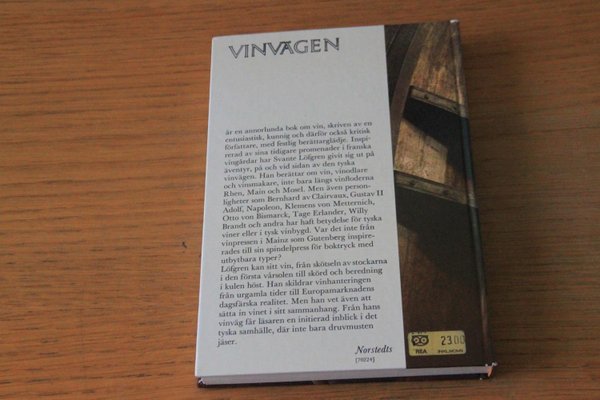 VINVÄGEN
är en annorlunda bok om vin, skriven av en
entusiastisk, kunnig och därför också kritisk
författare, med festlig berättarglädje. Inspi-
rerad av sina tidigare promenader i franska
vingårdar har Svante Löfgren givit sig ut på
äventyr, på och vid sidan av den tyska
vinvägen. Han berättar om vin, vinodlare
och vinsmakare, inte bara längs vinfloderna
Rhen, Main och Mosel. Men även person-
ligheter som Bernhard av Clairvaux, Gustav II
Adolf, Napoleon, Klemens von Metternich,
Otto von Bismarck, Tage Erlander, Willy
Brandt och andra har haft betydelse för tyska
viner eller i tysk vinbygd. Var det inte från
vinpressen i Mainz som Gutenberg inspire-
rades till sin spindelpress för boktryck med
utbytbara typer?
Löfgren kan sitt vin, från skötseln av stockarna
i den första vårsolen till skörd och beredning
i kulen höst. Han skildrar vinhanteringen
från urgamla tider till Europamarknadens
dagsfärska realitet. Men han vet även att
sätta in vinet i sitt sammanhang. Från hans
vinväg får läsaren en initierad inblick i det
tyska samhälle, där inte bara druvmusten
jäser.
Norstedts
[70224]
23.00
REA
INKL.MOMS